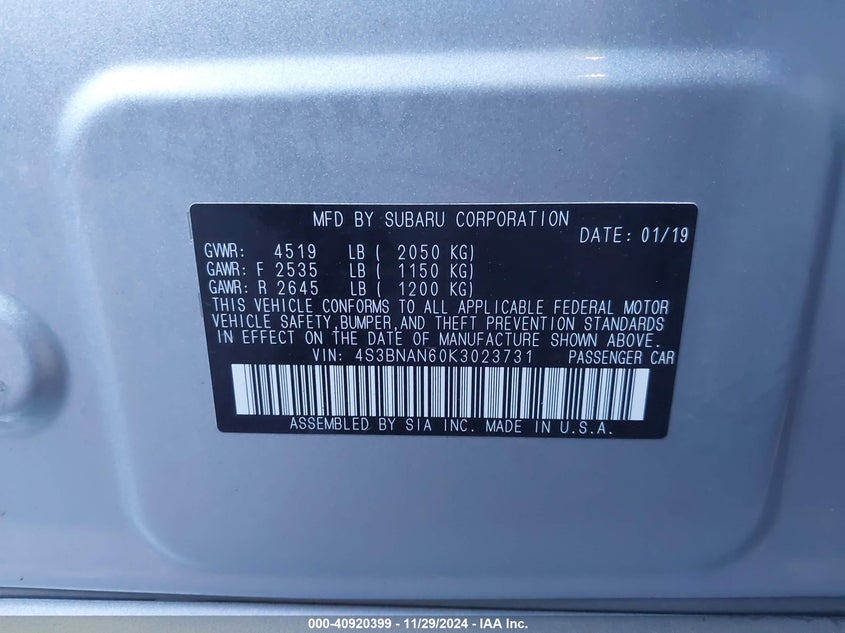 MFD BY SUBARU CORPORATION
DATE: 01/19
GVWR: 4519 LB ( 2050 KG)
GAWR: F 2535 LB ( 1150 KG)
GAWR: R 2645 LB ( 1200 KG)
THIS VEHICLE CONFORMS TO ALL APPLICABLE FEDERAL MOTOR
VEHICLE SAFETY,BUMPER,AND THEFT PREVENTION STANDARDS
IN EFFECT ON THE DATE OF MANUFACTURE SHOWN ABOVE.
VIN: 4S3BNAN60K3023731 PASSENGER CAR
ASSEMBLED BY SIA INC. MADE IN U.S.A.
000-40920399 - 11/29/2024 - IAA Inc.